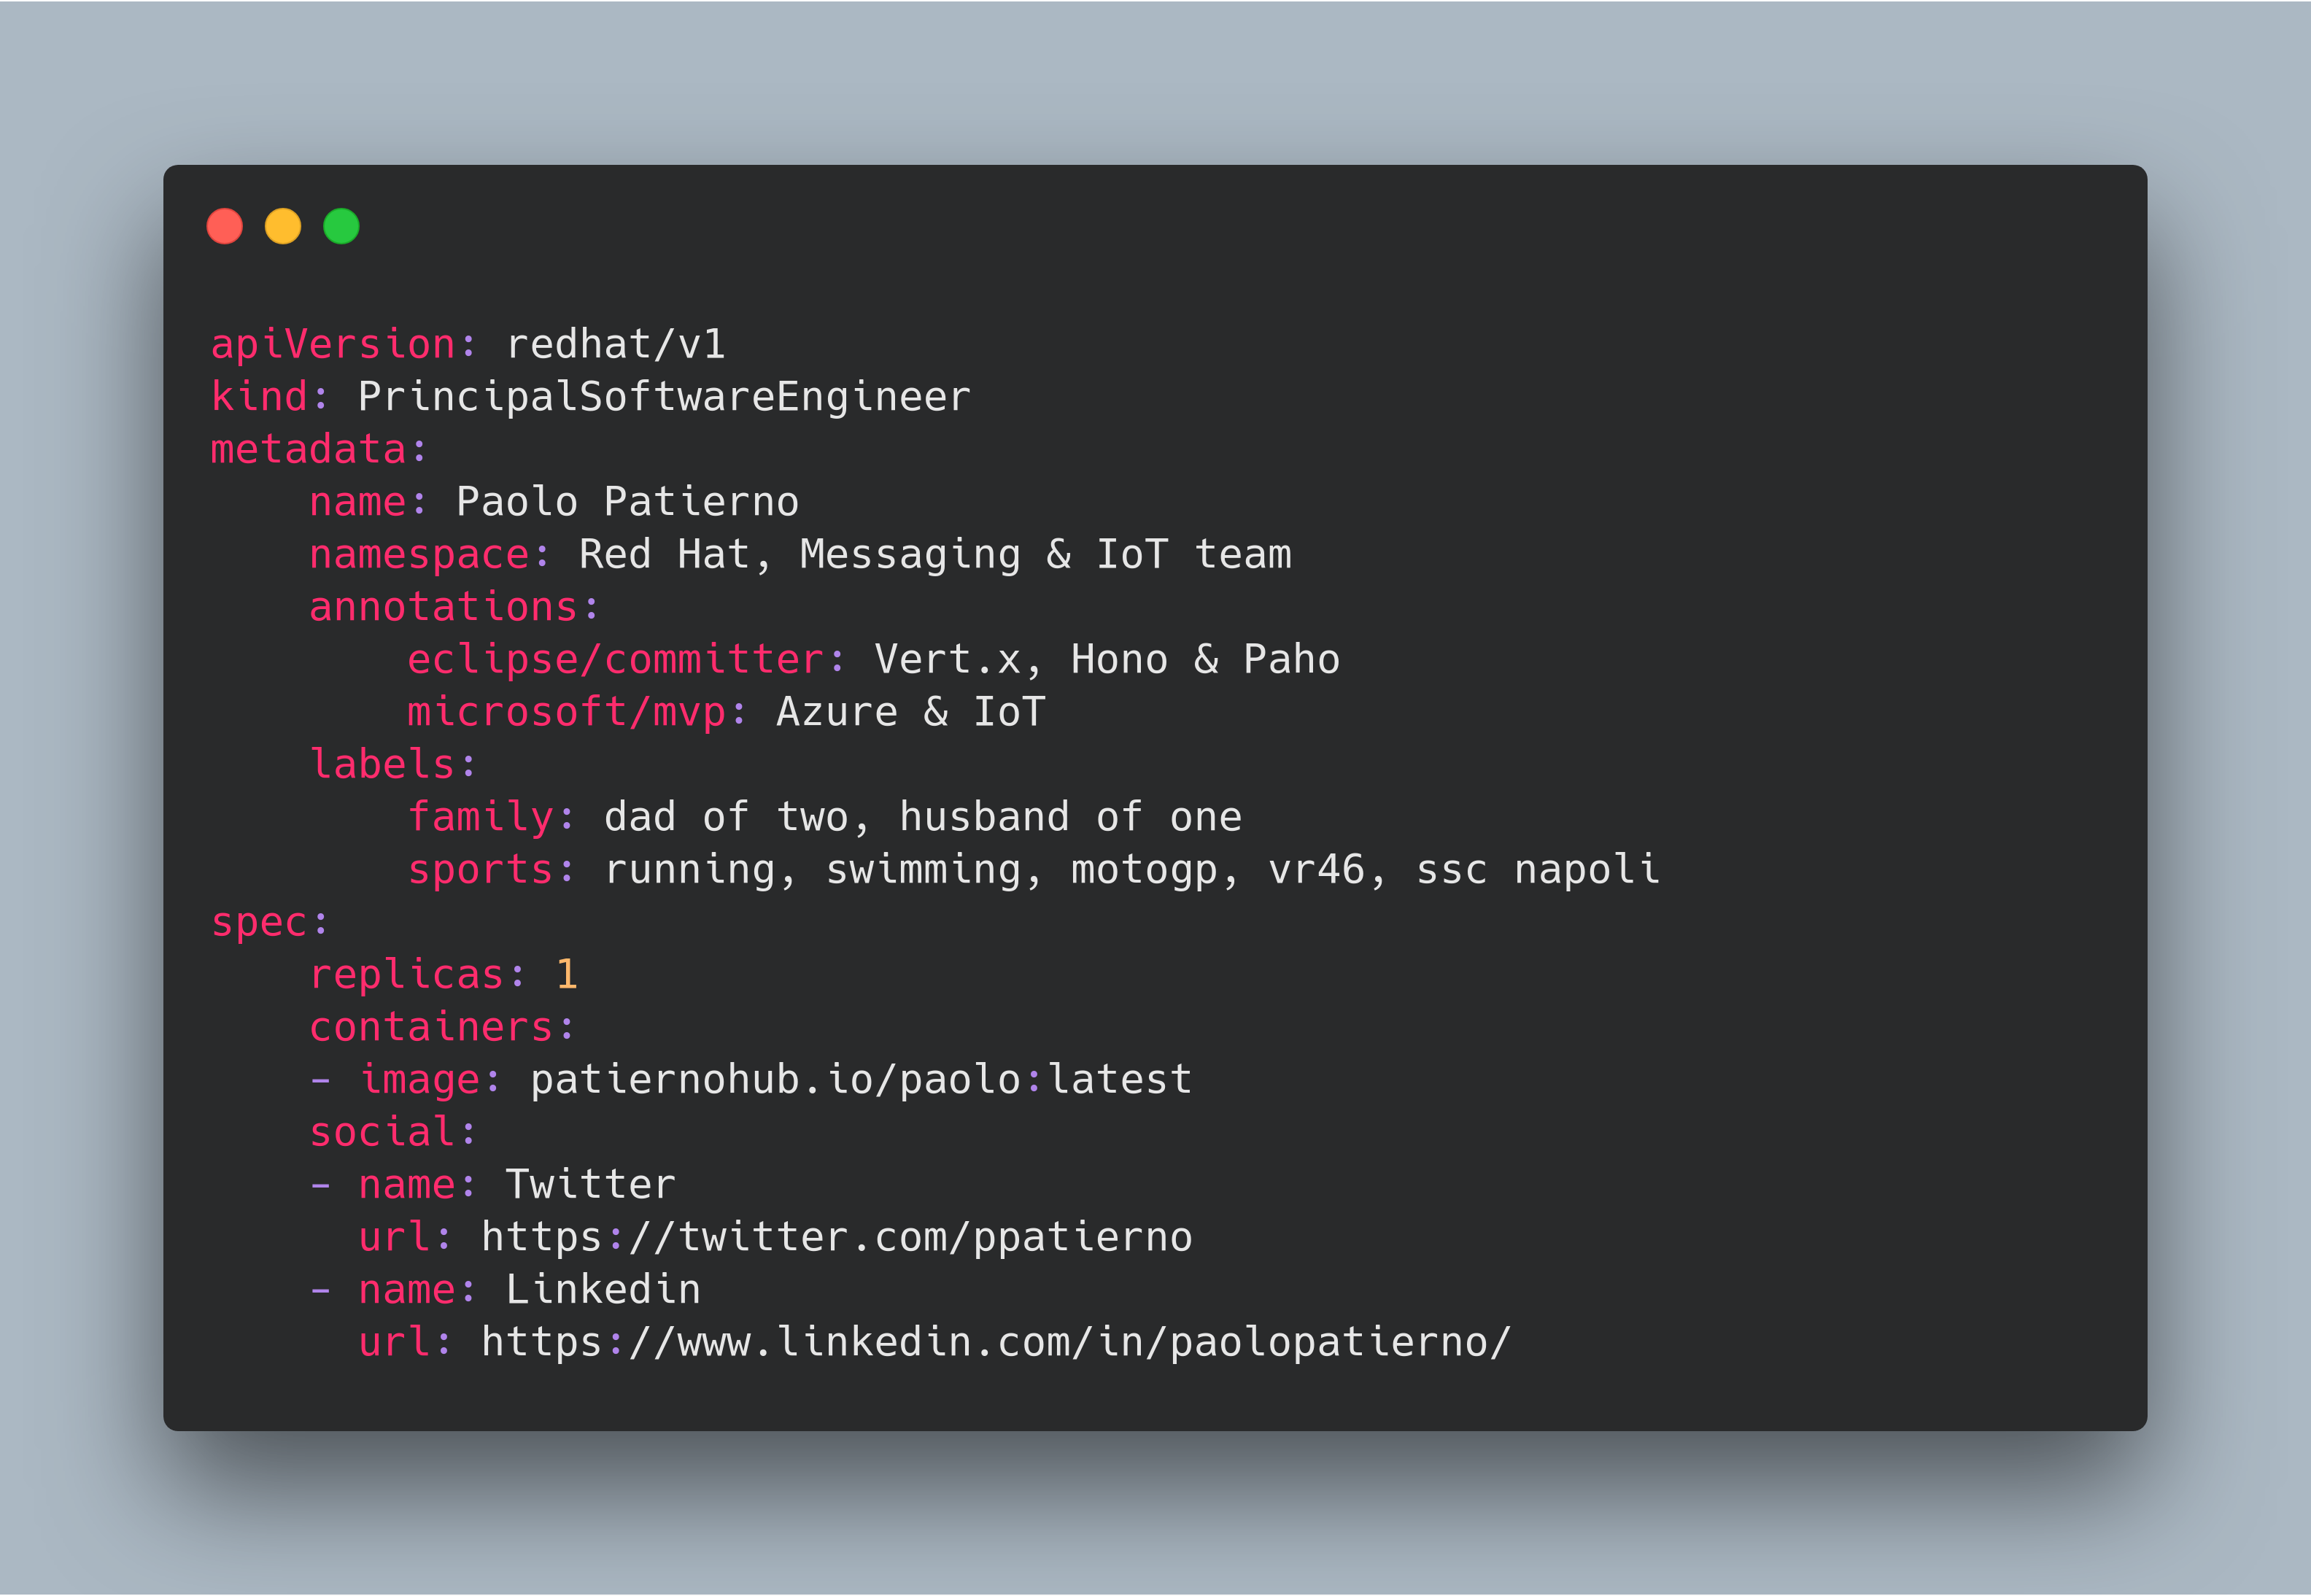 apiVersion: redhat/v1
kind: PrincipalSoftwareEngineer
metadata:
    name: Paolo Patierno
    namespace: Red Hat, Messaging & IoT team
    annotations:
        eclipse/committer: Vert.x, Hono & Paho
        microsoft/mvp: Azure & IoT
    labels:
        family: dad of two, husband of one
        sports: running, swimming, motogp, vr46, ssc napoli
spec:
    replicas: 1
    containers:
    - image: patiernohub.io/paolo:latest
    social:
    - name: Twitter
      url: https://twitter.com/ppatierno
    - name: Linkedin
      url: https://www.linkedin.com/in/paolopatierno/